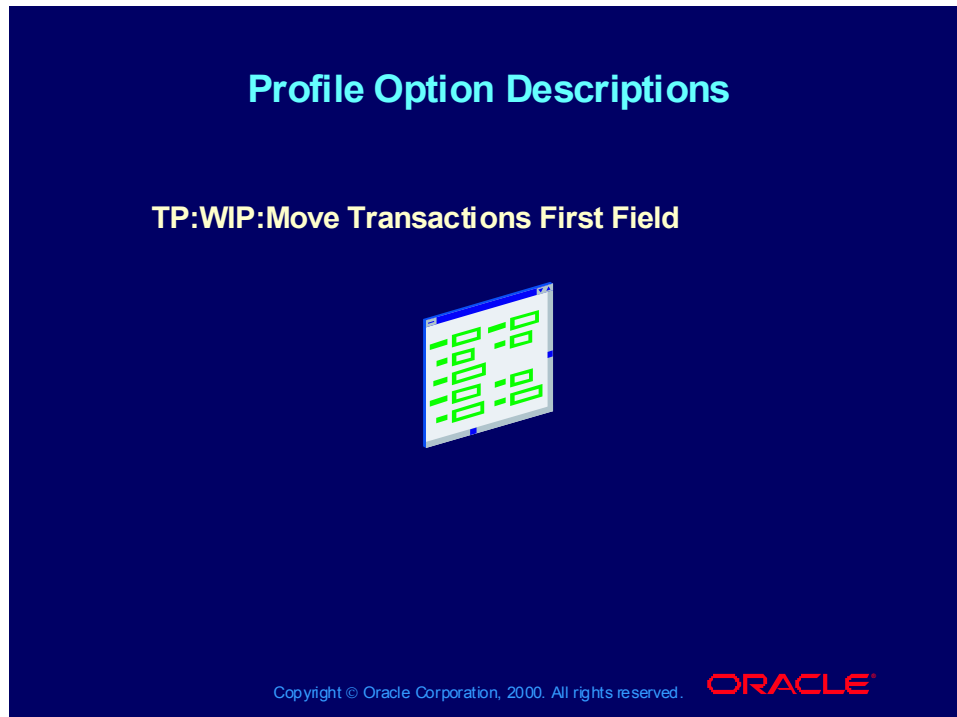 Profile Option Descriptions
TP:WIP:Move Transactions First Field
Copyright © Oracle Corporation, 2000. All rights reserved.
ORACLE®